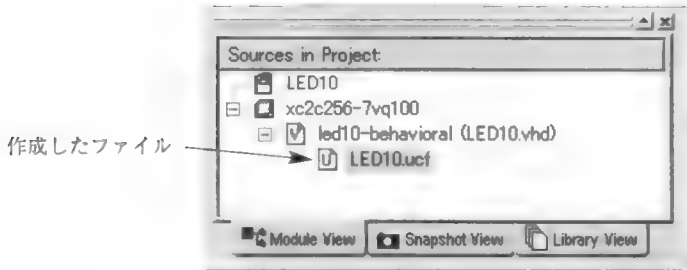 Sources in Project:
LED10
xc2c256-7vq100
led10-behavioral (LED10.vhd)
作成したファイル
LED10.ucf
Module View
Snapshot View
Library View